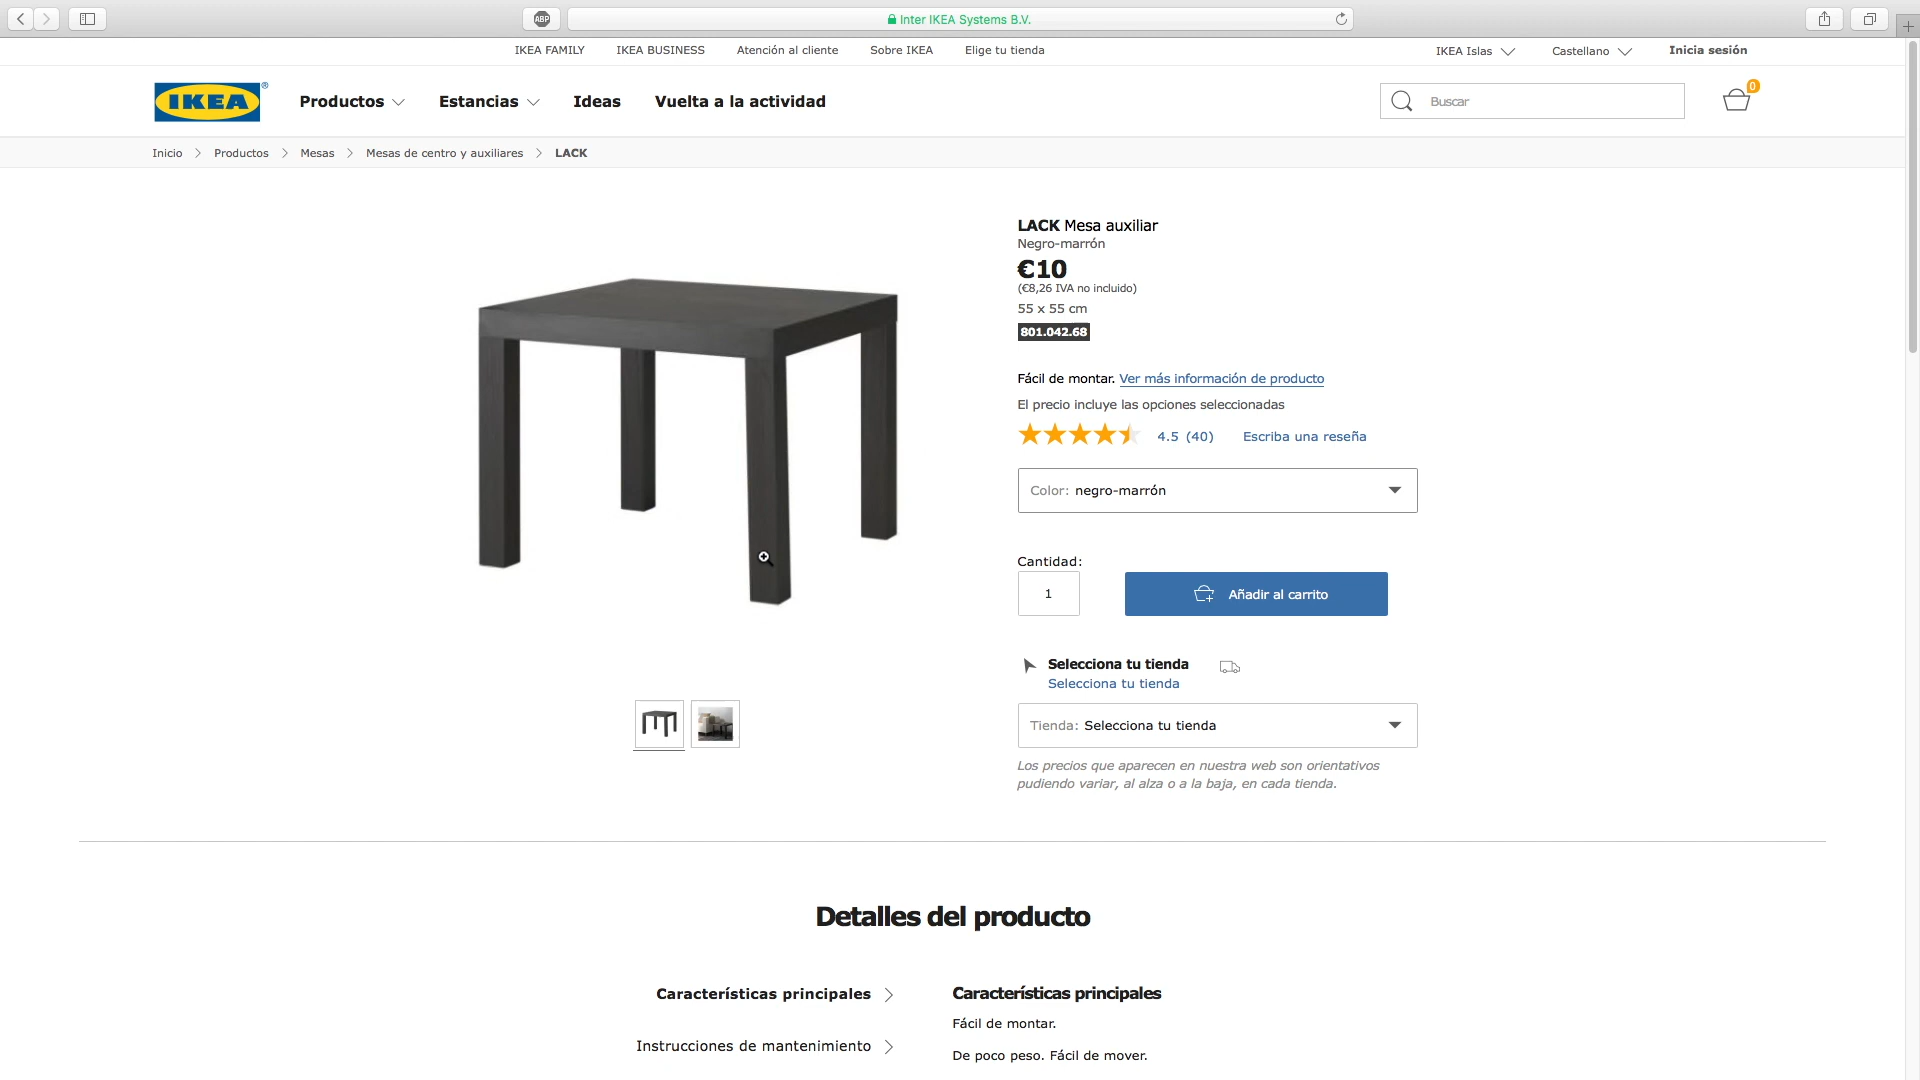 ABP
Inter IKEA Systems B.V.
IKEA FAMILY
IKEA BUSINESS
Atención al cliente
Sobre IKEA
Elige tu tienda
IKEA Islas
Castellano
Inicia sesión
IKEA
®
Productos
Estancias
Ideas
Vuelta a la actividad
Buscar
0
Inicio > Productos > Mesas > Mesas de centro y auxiliares > LACK
LACK Mesa auxiliar
Negro-marrón
€10
(€8,26 IVA no incluido)
55 x 55 cm
801.042.68
Fácil de montar. Ver más información de producto
El precio incluye las opciones seleccionadas
4.5 (40)
Escriba una reseña
Color: negro-marrón
Cantidad:
1
Añadir al carrito
Selecciona tu tienda
Selecciona tu tienda
Tienda: Selecciona tu tienda
Los precios que aparecen en nuestra web son orientativos
pudiendo variar, al alza o a la baja, en cada tienda.
Detalles del producto
Características principales
Instrucciones de mantenimiento
Características principales
Fácil de montar.
De poco peso. Fácil de mover.